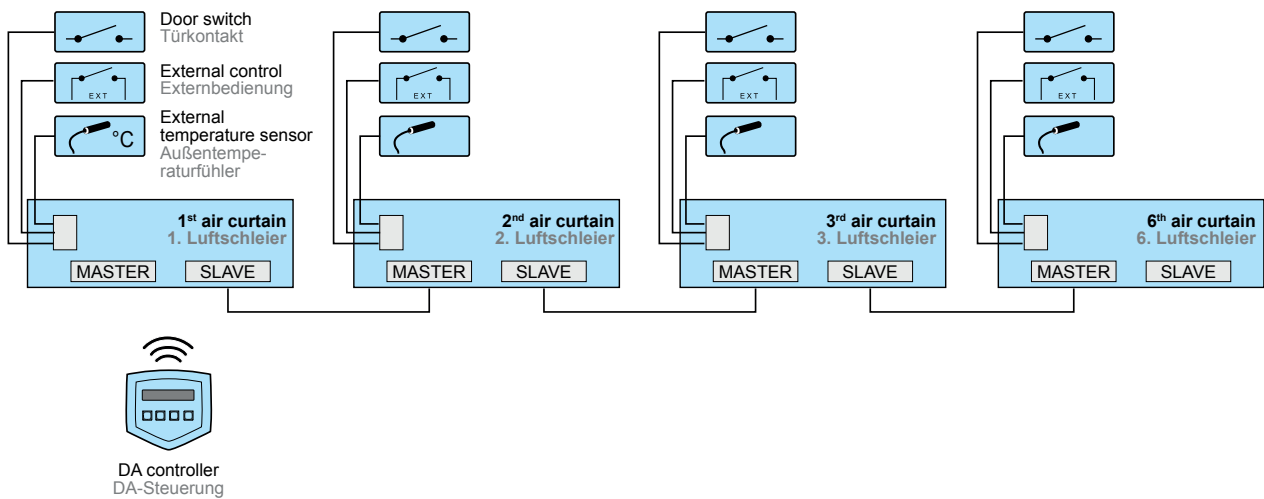 Door switch
Türkontakt
External control
Externbedienung
EXT
EXT
EXT
EXT
External
temperature sensor
Außentempe-
raturfühler
°C
1st air curtain
1. Luftschleier
MASTER
SLAVE
2nd air curtain
2. Luftschleier
MASTER
SLAVE
3rd air curtain
3. Luftschleier
MASTER
SLAVE
6th air curtain
6. Luftschleier
MASTER
SLAVE
DA controller
DA-Steuerung